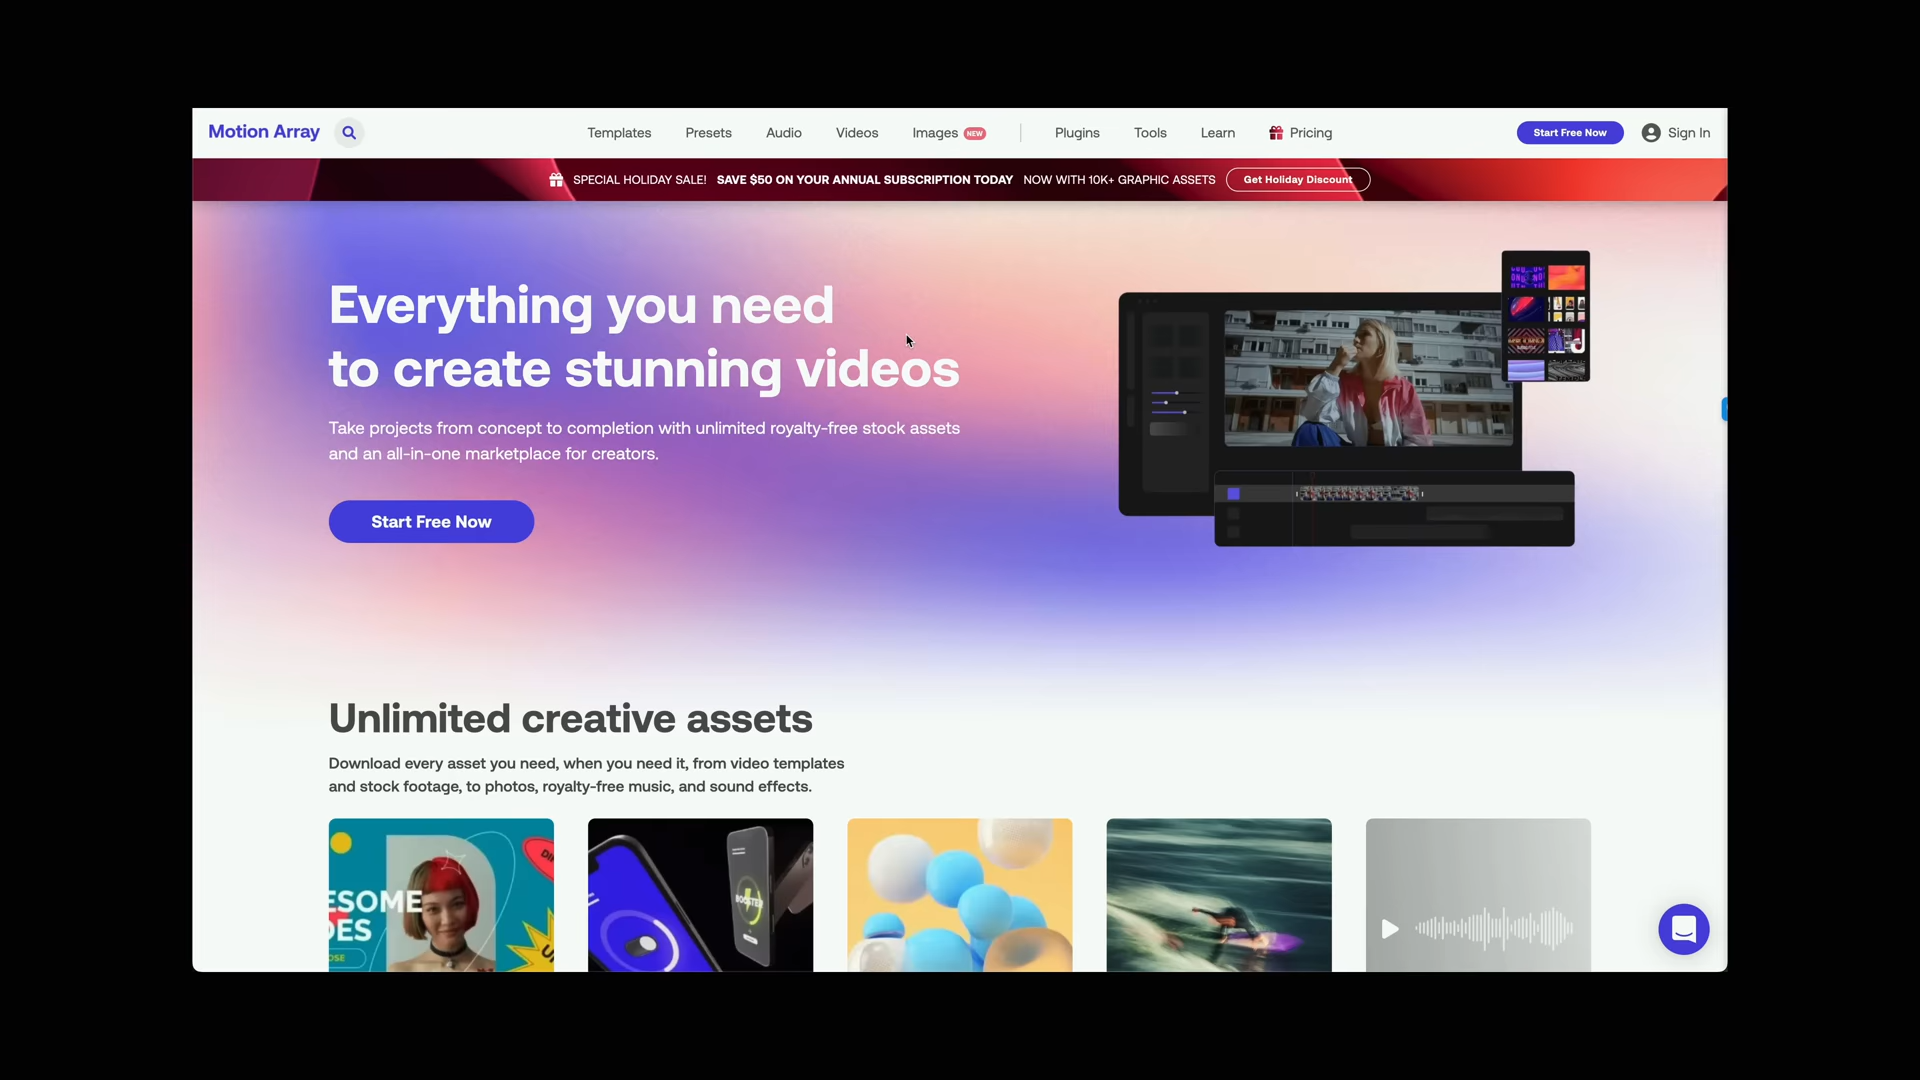 Motion Array
Templates
Presets
Audio
Videos
Images NEW
Plugins
Tools
Learn
Pricing
Start Free Now
Sign In
SPECIAL HOLIDAY SALE! SAVE $50 ON YOUR ANNUAL SUBSCRIPTION TODAY NOW WITH 10K+ GRAPHIC ASSETS
Get Holiday Discount
Everything you need
to create stunning videos
Take projects from concept to completion with unlimited royalty-free stock assets
and an all-in-one marketplace for creators.
Start Free Now
Unlimited creative assets
Download every asset you need, when you need it, from video templates
and stock footage, to photos, royalty-free music, and sound effects.
ESOME
DES
OSE
DI
U
BOOSTER